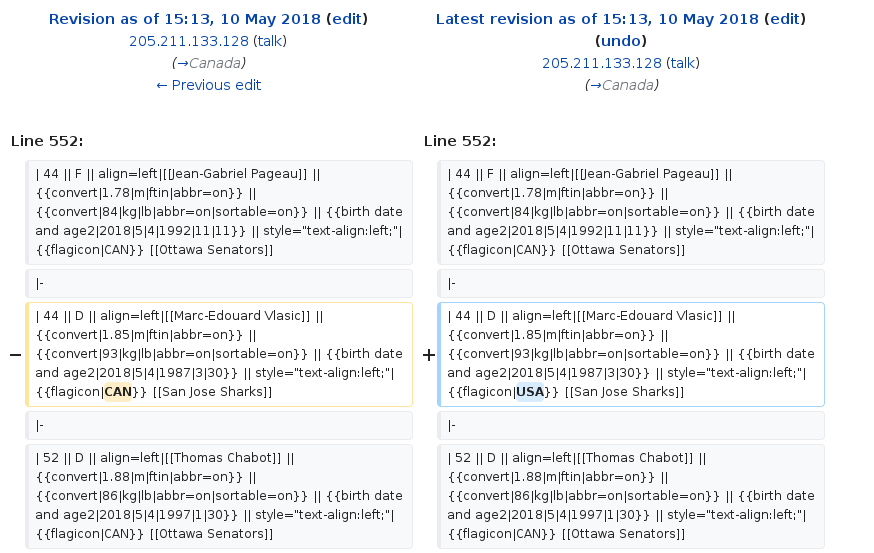 Revision as of 15:13, 10 May 2018 (edit)
205.211.133.128 (talk)
(→Canada)
← Previous edit
Latest revision as of 15:13, 10 May 2018 (edit)
(undo)
205.211.133.128 (talk)
(→Canada)
Line 552:
| 44 || F || align=left|[[Jean-Gabriel Pageau]] ||
{{convert|1.78|m|ftin|abbr=on}} ||
{{convert|84|kg|lb|abbr=on|sortable=on}} || {{birth date
and age2|2018|5|4|1992|11|11}} || style="text-align:left;"|
{{flagicon|CAN}} [[Ottawa Senators]]
|-
− | 44 || D || align=left|[[Marc-Edouard Vlasic]] ||
{{convert|1.85|m|ftin|abbr=on}} ||
{{convert|93|kg|lb|abbr=on|sortable=on}} || {{birth date
and age2|2018|5|4|1987|3|30}} || style="text-align:left;"|
{{flagicon|CAN}} [[San Jose Sharks]]
|-
| 52 || D || align=left|[[Thomas Chabot]] ||
{{convert|1.88|m|ftin|abbr=on}} ||
{{convert|86|kg|lb|abbr=on|sortable=on}} || {{birth date
and age2|2018|5|4|1997|1|30}} || style="text-align:left;"|
{{flagicon|CAN}} [[Ottawa Senators]]
Line 552:
| 44 || F || align=left|[[Jean-Gabriel Pageau]] ||
{{convert|1.78|m|ftin|abbr=on}} ||
{{convert|84|kg|lb|abbr=on|sortable=on}} || {{birth date
and age2|2018|5|4|1992|11|11}} || style="text-align:left;"|
{{flagicon|CAN}} [[Ottawa Senators]]
|-
+ | 44 || D || align=left|[[Marc-Edouard Vlasic]] ||
{{convert|1.85|m|ftin|abbr=on}} ||
{{convert|93|kg|lb|abbr=on|sortable=on}} || {{birth date
and age2|2018|5|4|1987|3|30}} || style="text-align:left;"|
{{flagicon|USA}} [[San Jose Sharks]]
|-
| 52 || D || align=left|[[Thomas Chabot]] ||
{{convert|1.88|m|ftin|abbr=on}} ||
{{convert|86|kg|lb|abbr=on|sortable=on}} || {{birth date
and age2|2018|5|4|1997|1|30}} || style="text-align:left;"|
{{flagicon|CAN}} [[Ottawa Senators]]